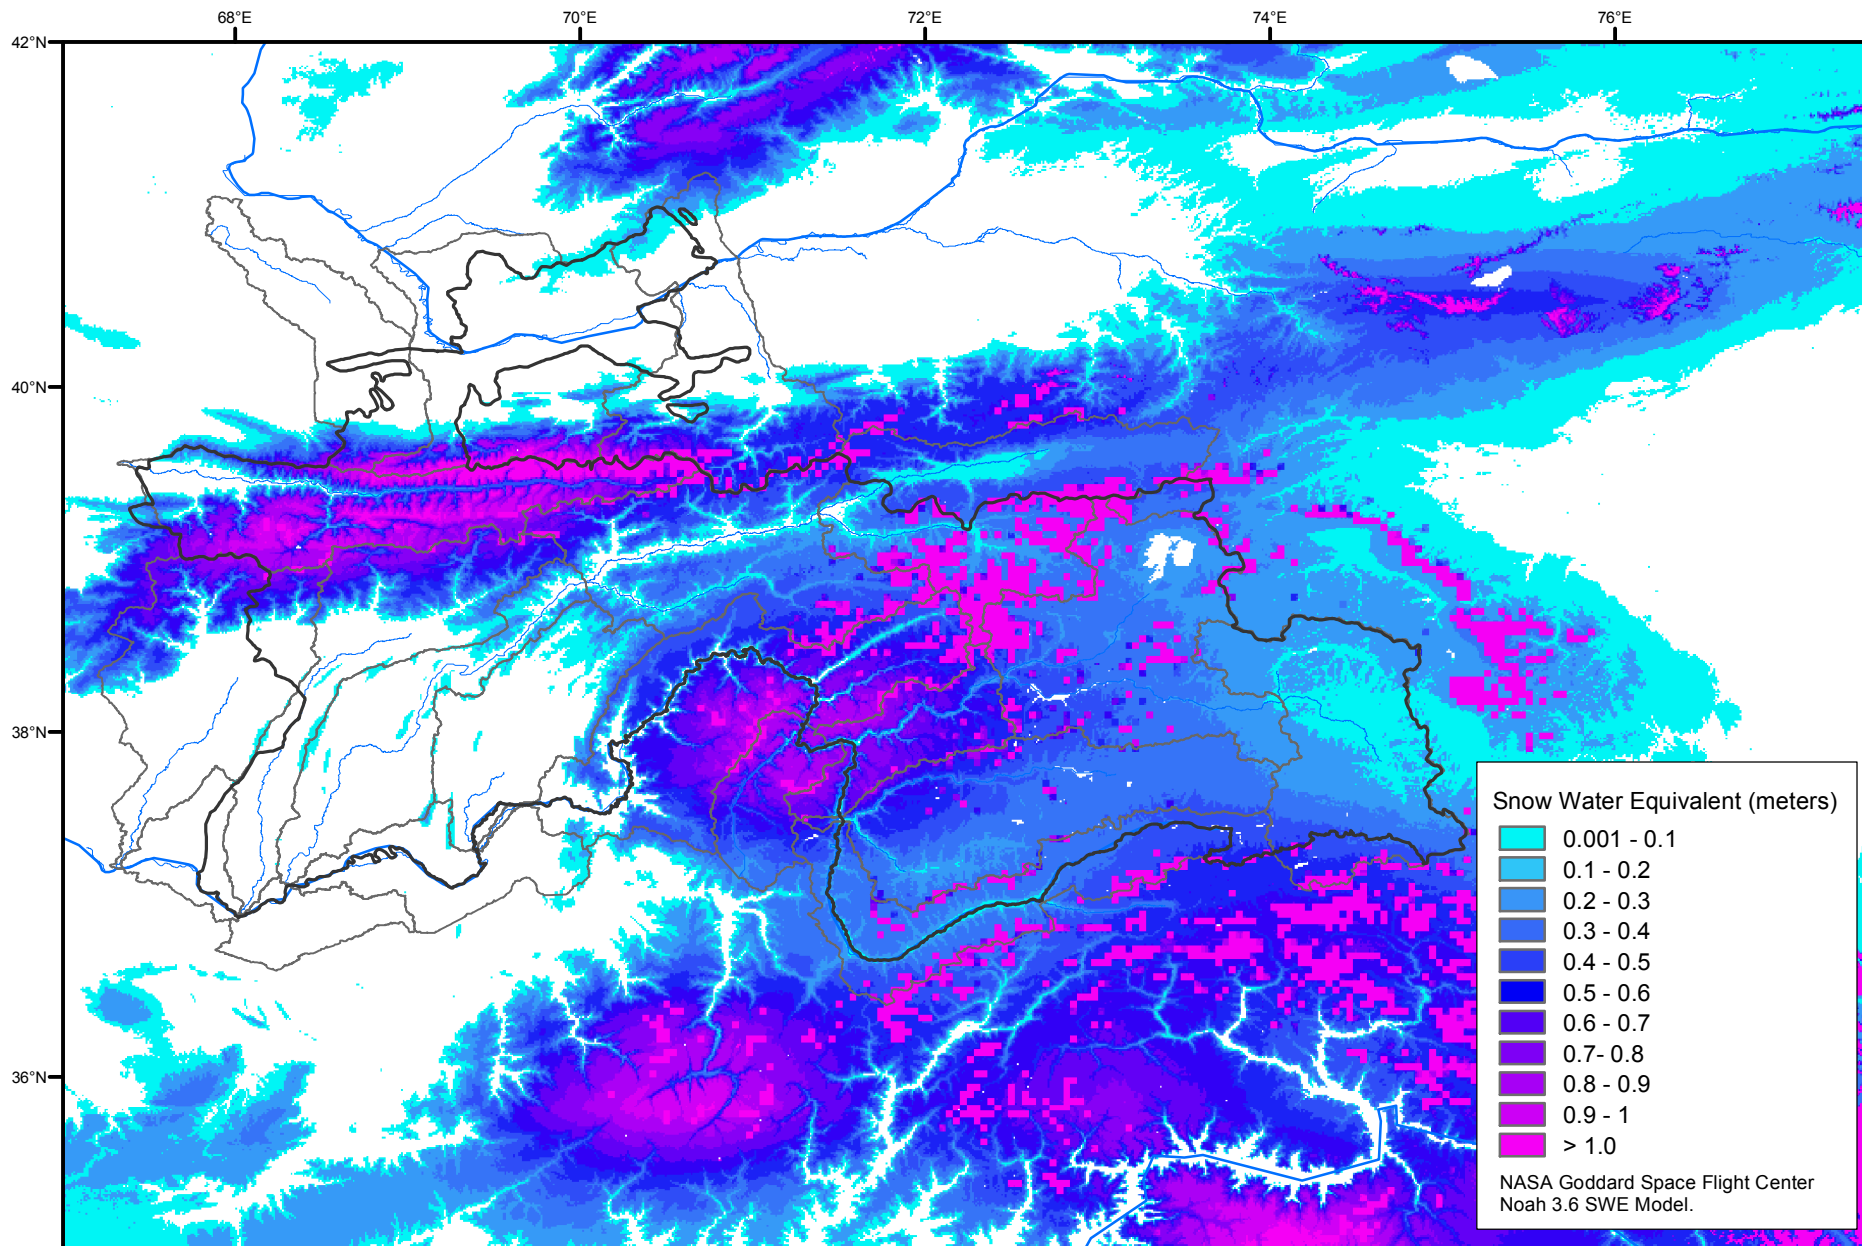 68°E 70°E 72°E 74°E 76°E
42°N
40°N
38°N
36°N
Snow Water Equivalent (meters)
0.001 - 0.1
0.1 - 0.2
0.2 - 0.3
0.3 - 0.4
0.4 - 0.5
0.5 - 0.6
0.6 - 0.7
0.7- 0.8
0.8 - 0.9
0.9 - 1
> 1.0
NASA Goddard Space Flight Center
Noah 3.6 SWE Model.